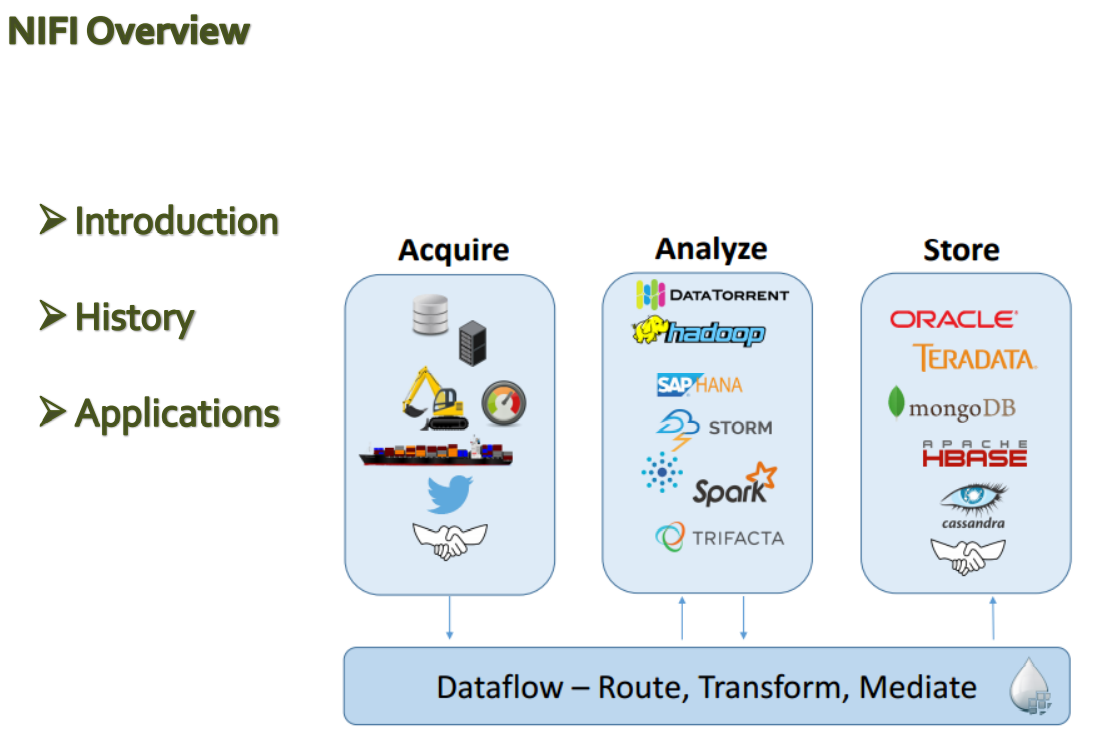 NIFI Overview
Introduction
History
Applications
Acquire
Analyze
DATATORRENT
hadoop
SAP HANA
STORM
Spark
TRIFACTA
Store
ORACLE
TERADATA.
mongoDB
APACHE
HBASE
cassandra
Dataflow – Route, Transform, Mediate